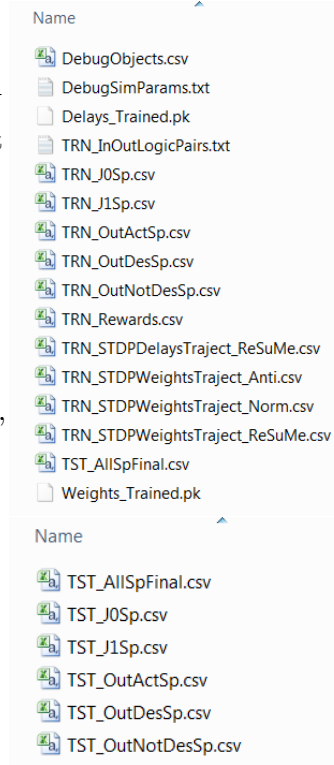 Name
DebugObjects.csv
DebugSimParams.txt
Delays_Trained.pk
TRN_InOutLogicPairs.txt
TRN_J0Sp.csv
TRN_J1Sp.csv
TRN_OutActSp.csv
TRN_OutDesSp.csv
TRN_OutNotDesSp.csv
TRN_Rewards.csv
TRN_STDPDelaysTraject_ReSuMe.csv
TRN_STDPWeightsTraject_Anti.csv
TRN_STDPWeightsTraject_Norm.csv
TRN_STDPWeightsTraject_ReSuMe.csv
TST_AllSpFinal.csv
Weights_Trained.pk
Name
TST_AllSpFinal.csv
TST_J0Sp.csv
TST_J1Sp.csv
TST_OutActSp.csv
TST_OutDesSp.csv
TST_OutNotDesSp.csv